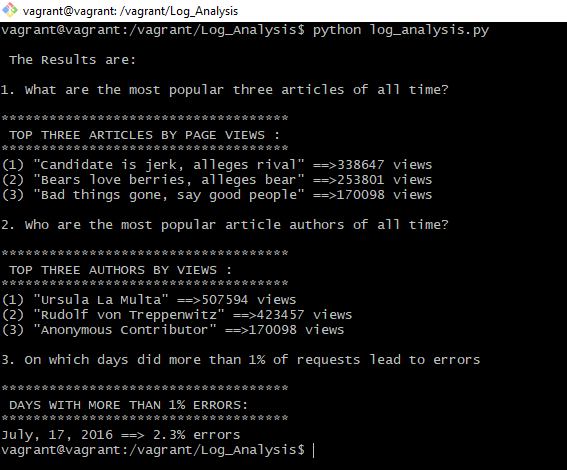 vagrant@vagrant: /vagrant/Log_Analysis
vagrant@vagrant:/vagrant/Log_Analysis$ python log_analysis.py
The Results are:
1. What are the most popular three articles of all time?
************************************
TOP THREE ARTICLES BY PAGE VIEWS :
************************************
(1) "Candidate is jerk, alleges rival" ==>338647 views
(2) "Bears love berries, alleges bear" ==>253801 views
(3) "Bad things gone, say good people" ==>170098 views
2. Who are the most popular article authors of all time?
************************************
TOP THREE AUTHORS BY VIEWS :
************************************
(1) "Ursula La Multa" ==>507594 views
(2) "Rudolf von Treppenwitz" ==>423457 views
(3) "Anonymous Contributor" ==>170098 views
3. On which days did more than 1% of requests lead to errors
************************************
DAYS WITH MORE THAN 1% ERRORS:
************************************
July, 17, 2016 ==> 2.3% errors
vagrant@vagrant:/vagrant/Log_Analysis$